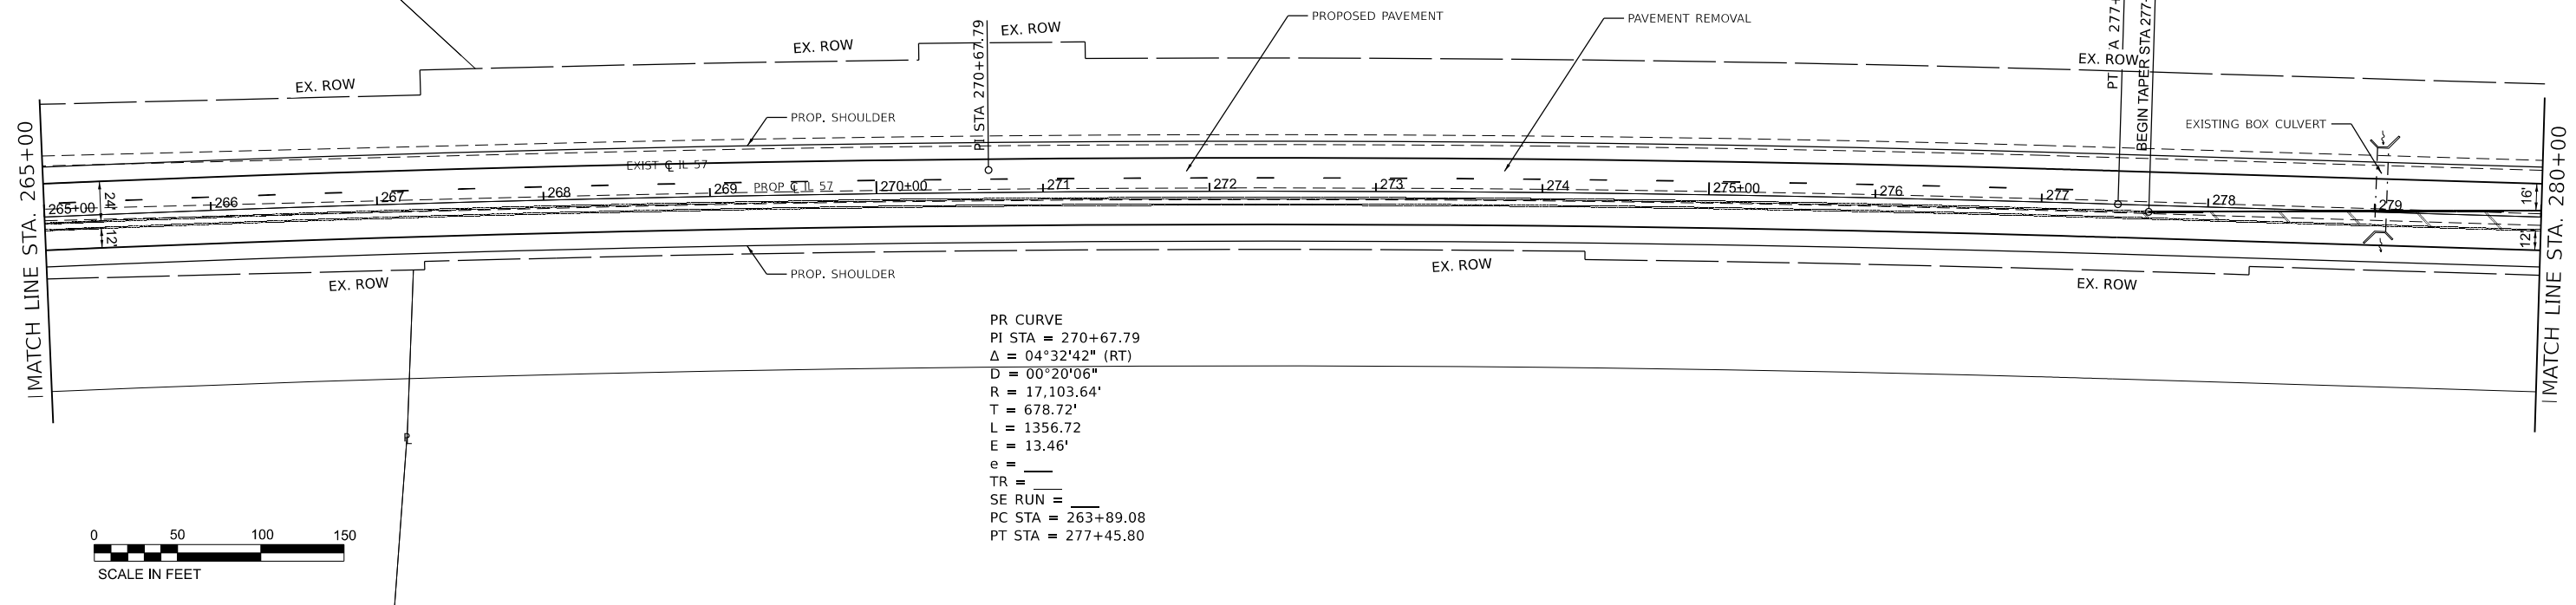 PROPOSED PAVEMENT
PAVEMENT REMOVAL
EX. ROW
EX. ROW
PI STA 270+67.79
PT STA 277+
BEGIN TAPER STA 277+
EX. ROW
EX. ROW
PROP. SHOULDER
EXISTING BOX CULVERT
MATCH LINE STA. 265+00
MATCH LINE STA. 280+00
EXIST ℄ IL 57
PROP ℄ IL 57
265+00
266
267
268
269
270+00
271
272
273
274
275+00
276
277
278
279
24'
12'
16'
12'
PROP. SHOULDER
EX. ROW
EX. ROW
EX. ROW
PR CURVE
PI STA = 270+67.79
Δ = 04°32'42" (RT)
D = 00°20'06"
R = 17,103.64'
T = 678.72'
L = 1356.72
E = 13.46'
e = ___
TR = ___
SE RUN = ___
PC STA = 263+89.08
PT STA = 277+45.80
P L
0 50 100 150
SCALE IN FEET